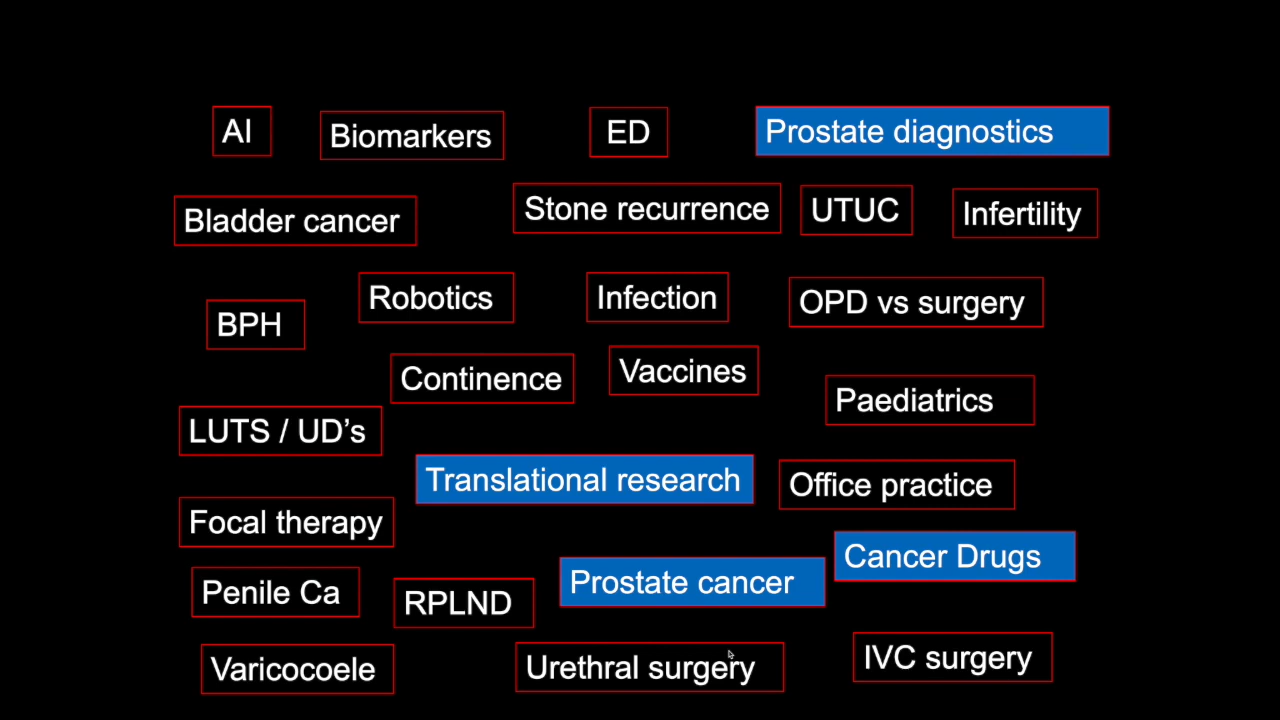 AI
Biomarkers
ED
Prostate diagnostics
Bladder cancer
Stone recurrence
UTUC
Infertility
BPH
Robotics
Infection
OPD vs surgery
Continence
Vaccines
Paediatrics
LUTS / UD’s
Translational research
Office practice
Focal therapy
Cancer Drugs
Penile Ca
RPLND
Prostate cancer
Varicocoele
Urethral surgery
IVC surgery